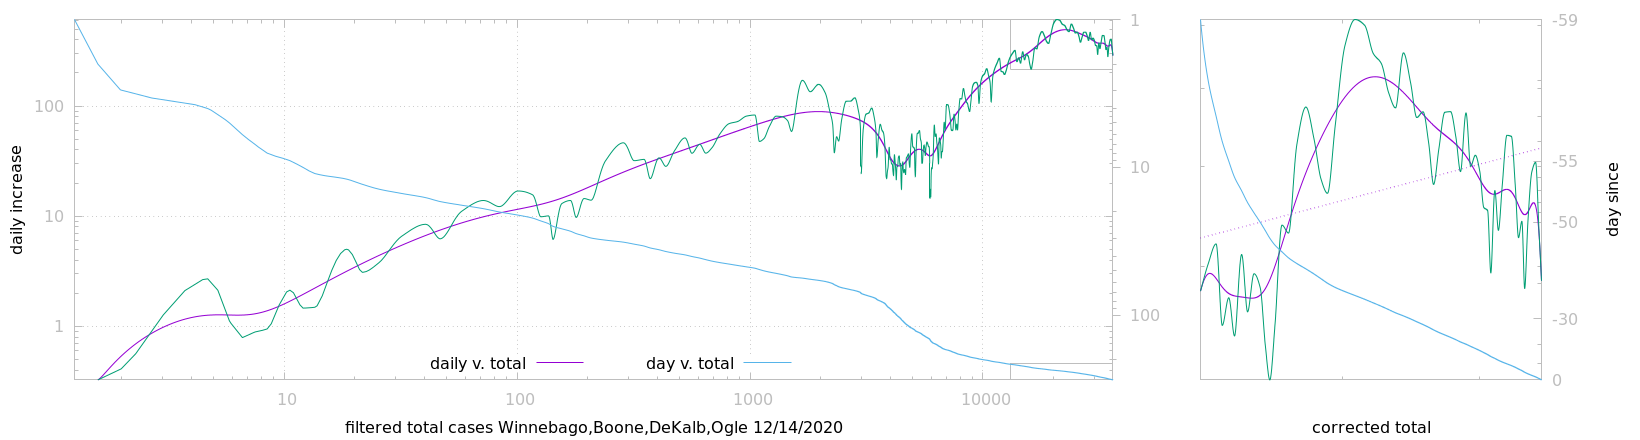 daily increase
100
10
1
1
10
100
daily v. total
day v. total
10
100
1000
10000
filtered total cases Winnebago,Boone,DeKalb,Ogle 12/14/2020
-59
-55
-50
-30
0
day since
corrected total